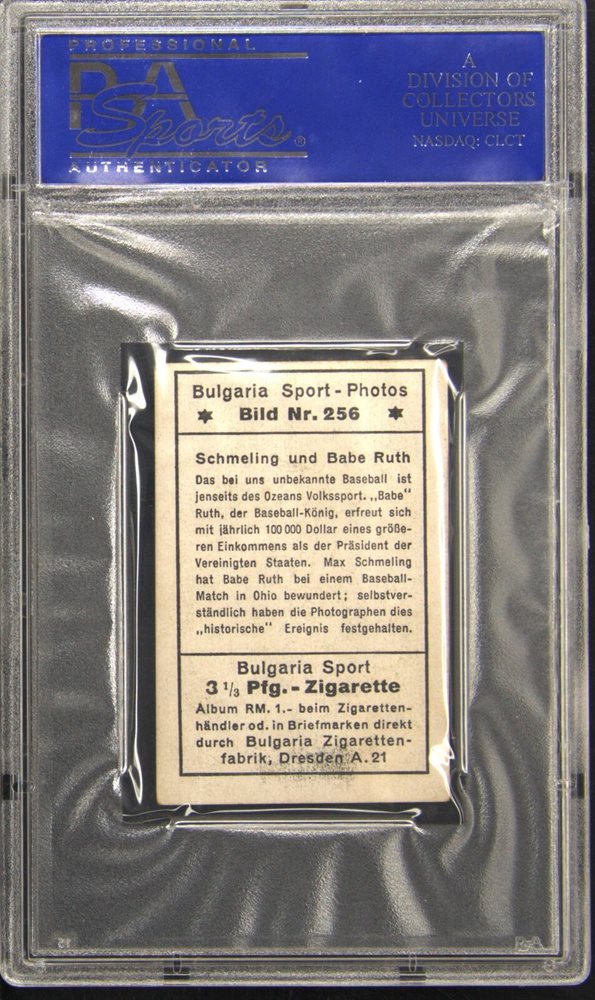 PROFESSIONAL
PSA
Sports®
AUTHENTICATOR
A
DIVISION OF
COLLECTORS
UNIVERSE
NASDAQ: CLCT
Bulgaria Sport-Photos
✶ Bild Nr. 256 ✶
Schmeling und Babe Ruth
Das bei uns unbekannte Baseball ist
jenseits des Ozeans Volkssport. „Babe“
Ruth, der Baseball-König, erfreut sich
mit jährlich 100 000 Dollar eines größe-
ren Einkommens als der Präsident der
Vereinigten Staaten. Max Schmeling
hat Babe Ruth bei einem Baseball-
Match in Ohio bewundert; selbstver-
ständlich haben die Photographen dies
„historische“ Ereignis festgehalten.
Bulgaria Sport
3 1/3 Pfg.-Zigarette
Album RM. 1.- beim Zigaretten-
händler od. in Briefmarken direkt
durch Bulgaria Zigaretten-
fabrik, Dresden A. 21
PSA